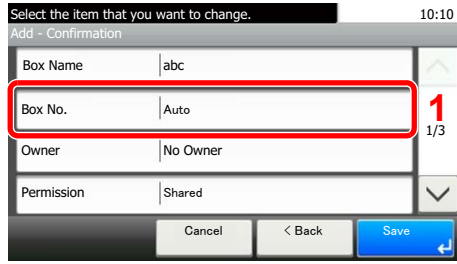 Select the item that you want to change. 10:10
Add - Confirmation
Box Name abc
Box No. Auto
1
1/3
Owner No Owner
Permission Shared
Cancel < Back Save